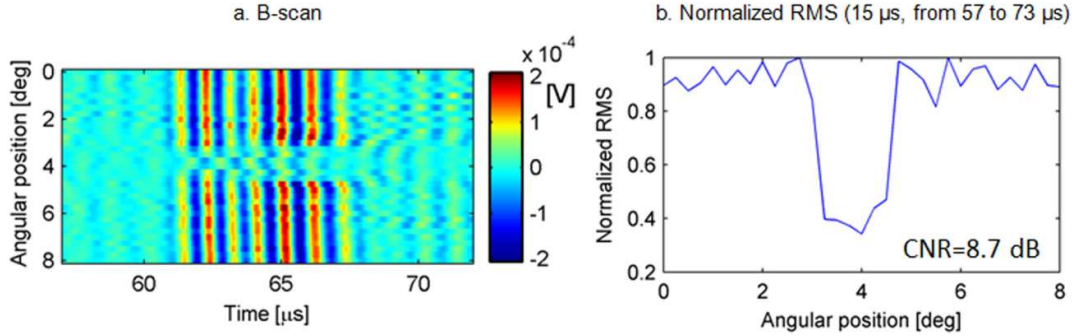 a. B-scan
b. Normalized RMS (15 µs, from 57 to 73 µs)
x 10⁻⁴
0
2
4
6
8
Angular position [deg]
60
65
70
Time [µs]
2
1
0
-1
-2
[V]
1
0.8
0.6
0.4
0.2
Normalized RMS
0
2
4
6
8
Angular position [deg]
CNR=8.7 dB